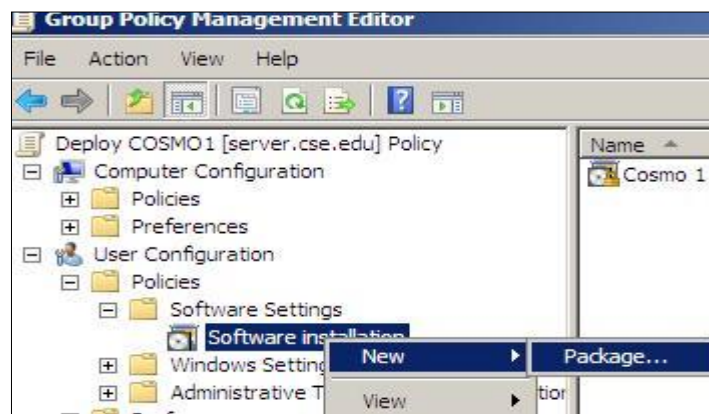 Group Policy Management Editor
File Action View Help
Deploy COSMO1 [server.cse.edu] Policy
Computer Configuration
Policies
Preferences
User Configuration
Policies
Software Settings
Software installation
Windows Setting
Administrative T
Name
Cosmo 1
New
Package...
View